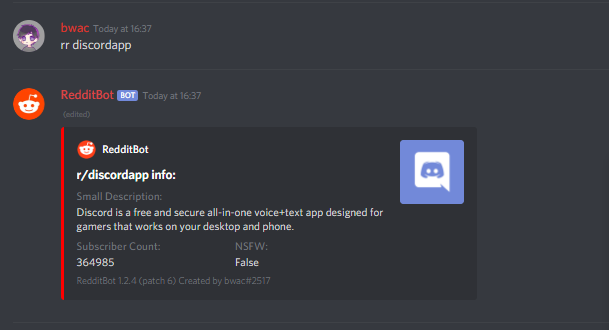 bwac Today at 16:37
rr discordapp
RedditBot BOT Today at 16:37
(edited)
RedditBot
r/discordapp info:
Small Description:
Discord is a free and secure all-in-one voice+text app designed for
gamers that works on your desktop and phone.
Subscriber Count: NSFW:
364985 False
RedditBot 1.2.4 (patch 6) Created by bwac#2517